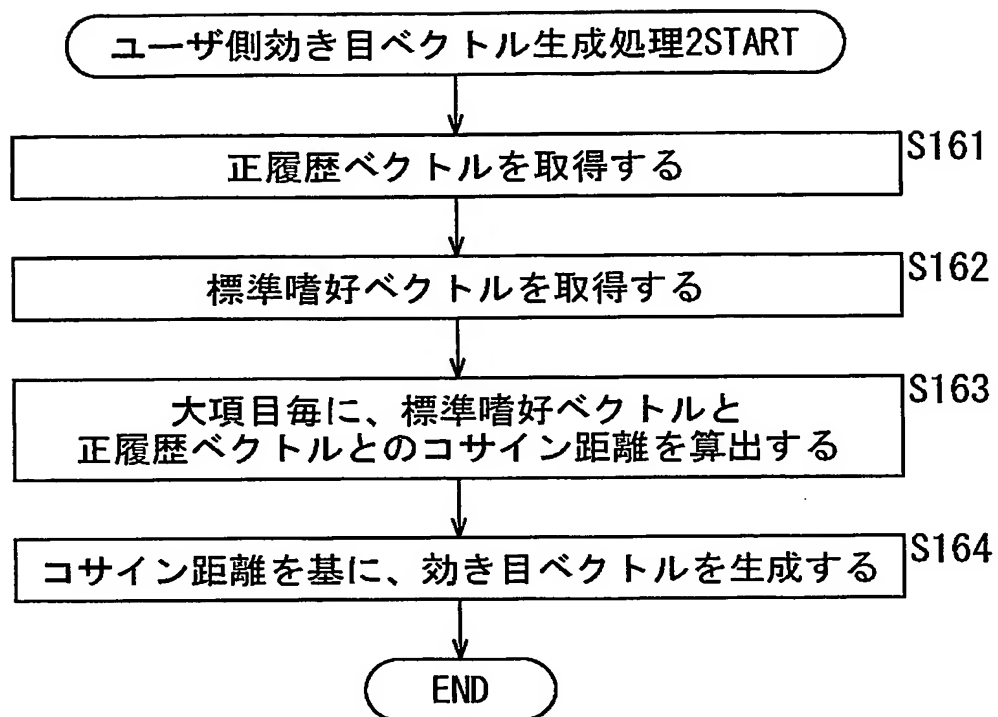 ユーザ側効き目ベクトル生成処理2START
正履歴ベクトルを取得する
S161
標準嗜好ベクトルを取得する
S162
大項目毎に、標準嗜好ベクトルと
正履歴ベクトルとのコサイン距離を算出する
S163
コサイン距離を基に、効き目ベクトルを生成する
S164
END